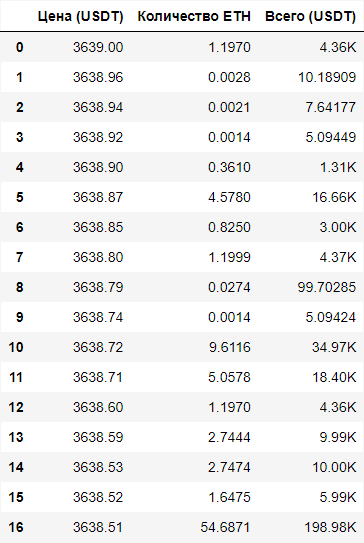 Цена (USDT) Количество ETH Всего (USDT)
0 3639.00 1.1970 4.36K
1 3638.96 0.0028 10.18909
2 3638.94 0.0021 7.64177
3 3638.92 0.0014 5.09449
4 3638.90 0.3610 1.31K
5 3638.87 4.5780 16.66K
6 3638.85 0.8250 3.00K
7 3638.80 1.1999 4.37K
8 3638.79 0.0274 99.70285
9 3638.74 0.0014 5.09424
10 3638.72 9.6116 34.97K
11 3638.71 5.0578 18.40K
12 3638.60 1.1970 4.36K
13 3638.59 2.7444 9.99K
14 3638.53 2.7474 10.00K
15 3638.52 1.6475 5.99K
16 3638.51 54.6871 198.98K